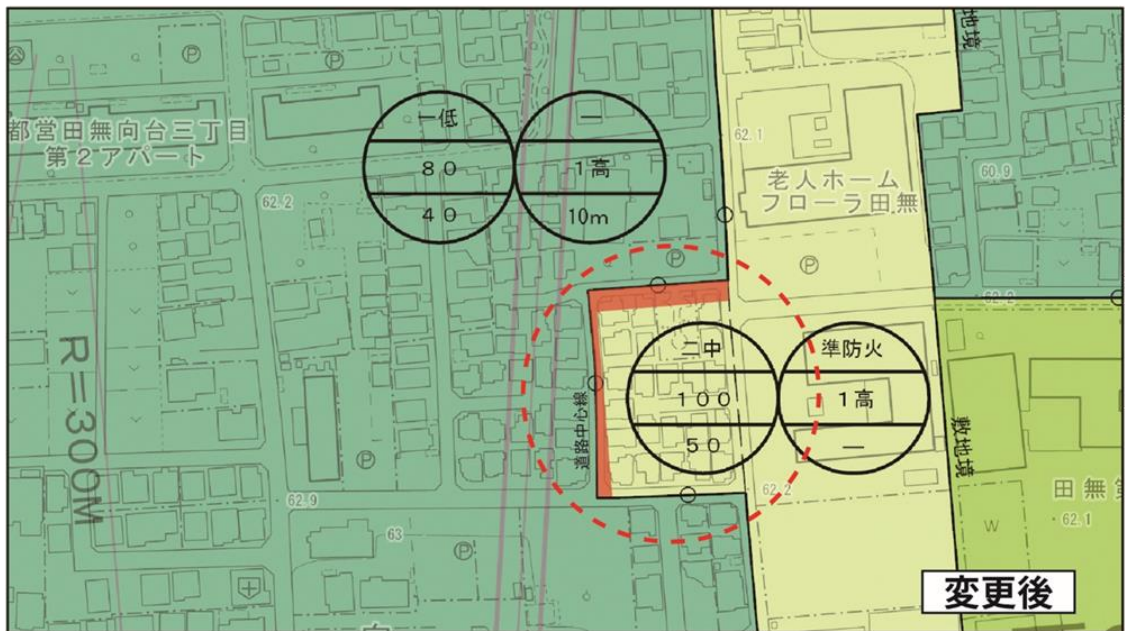 地境
都営田無向台三丁目
第2アパート
一低
80
40
一
1高
10m
62.1
老人ホーム
フローラ田無
60.9
62.2
P
P
P
P
62.2
R=300M
道路中心線
二中
100
50
準防火
1高
一
敷地境
P
62.9
62.2
田無
62.1
W
63
P
変更後